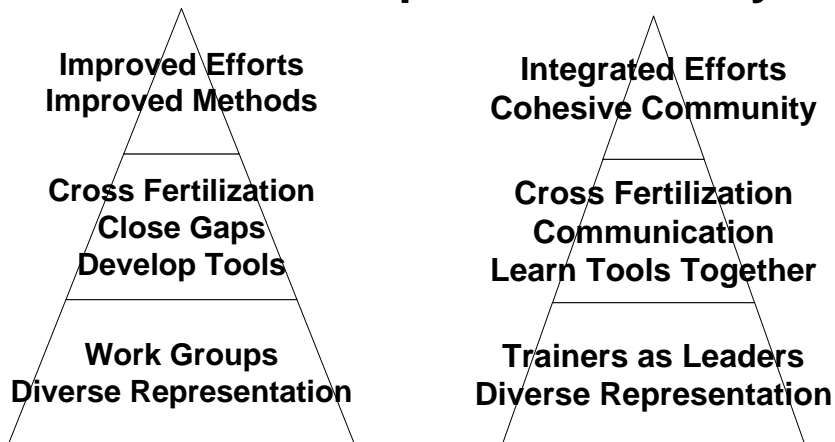 Improved Efforts
Improved Methods
Cross Fertilization
Close Gaps
Develop Tools
Work Groups
Diverse Representation
Integrated Efforts
Cohesive Community
Cross Fertilization
Communication
Learn Tools Together
Trainers as Leaders
Diverse Representation